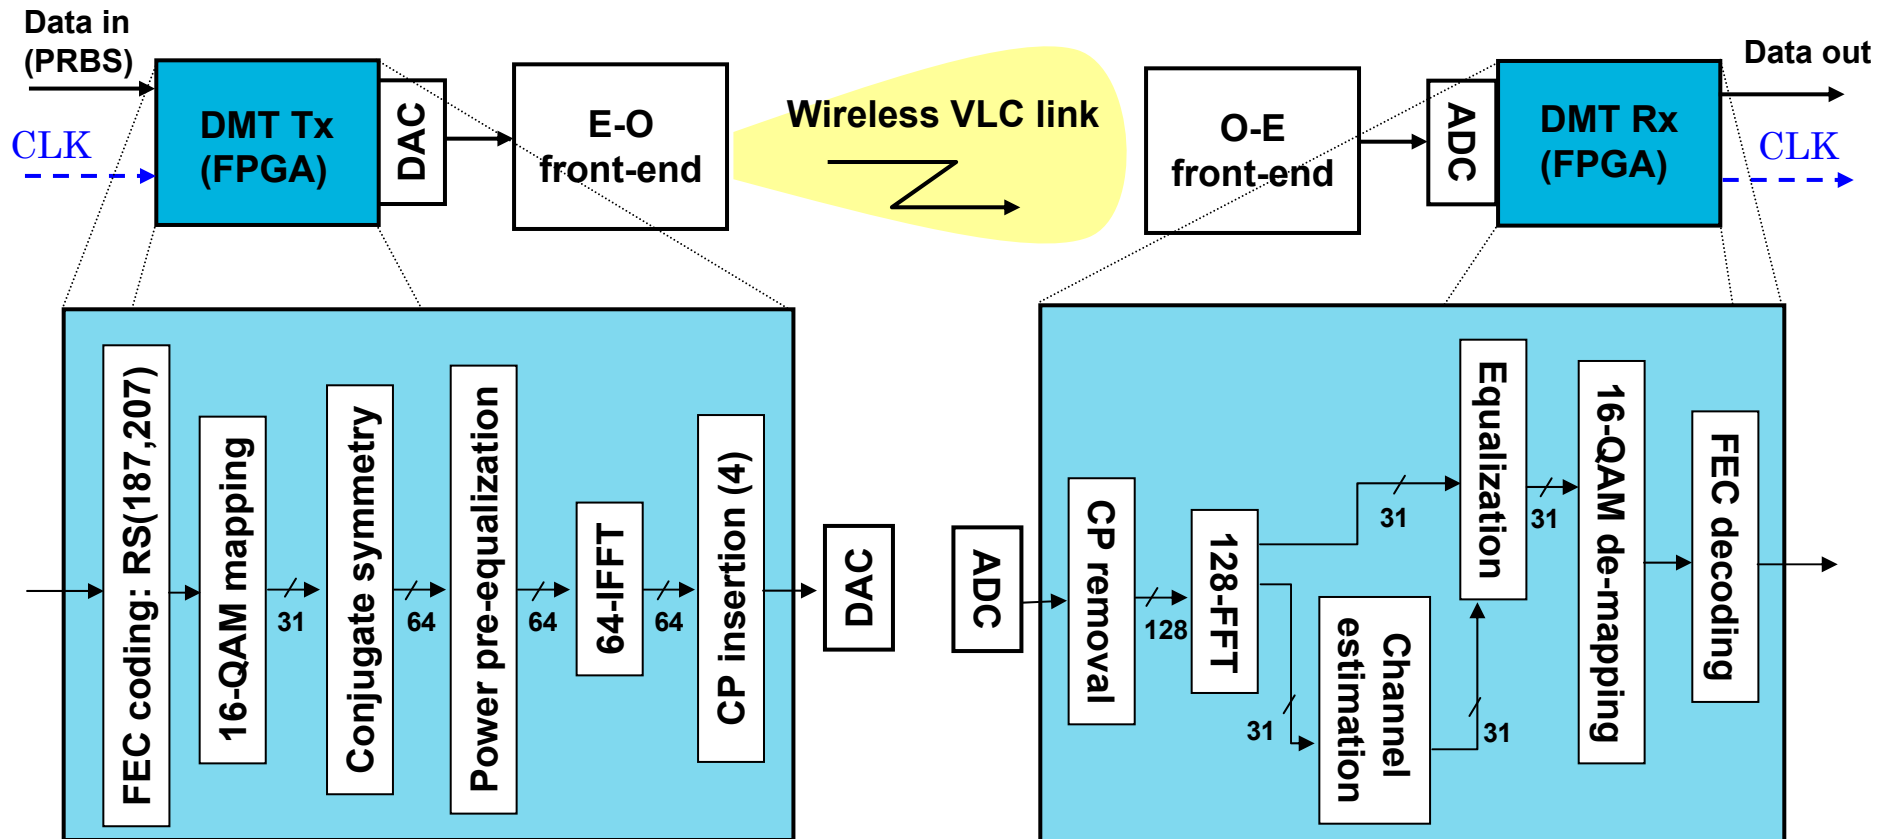 Data in
(PRBS)
CLK
DMT Tx
(FPGA)
DAC
E-O
front-end
Wireless VLC link
O-E
front-end
ADC
DMT Rx
(FPGA)
Data out
CLK
FEC coding: RS(187,207)
16-QAM mapping
31
Conjugate symmetry
64
Power pre-equalization
64
64-IFFT
64
CP insertion (4)
DAC
ADC
CP removal
128
128-FFT
31
31
Channel
estimation
31
Equalization
31
16-QAM de-mapping
FEC decoding